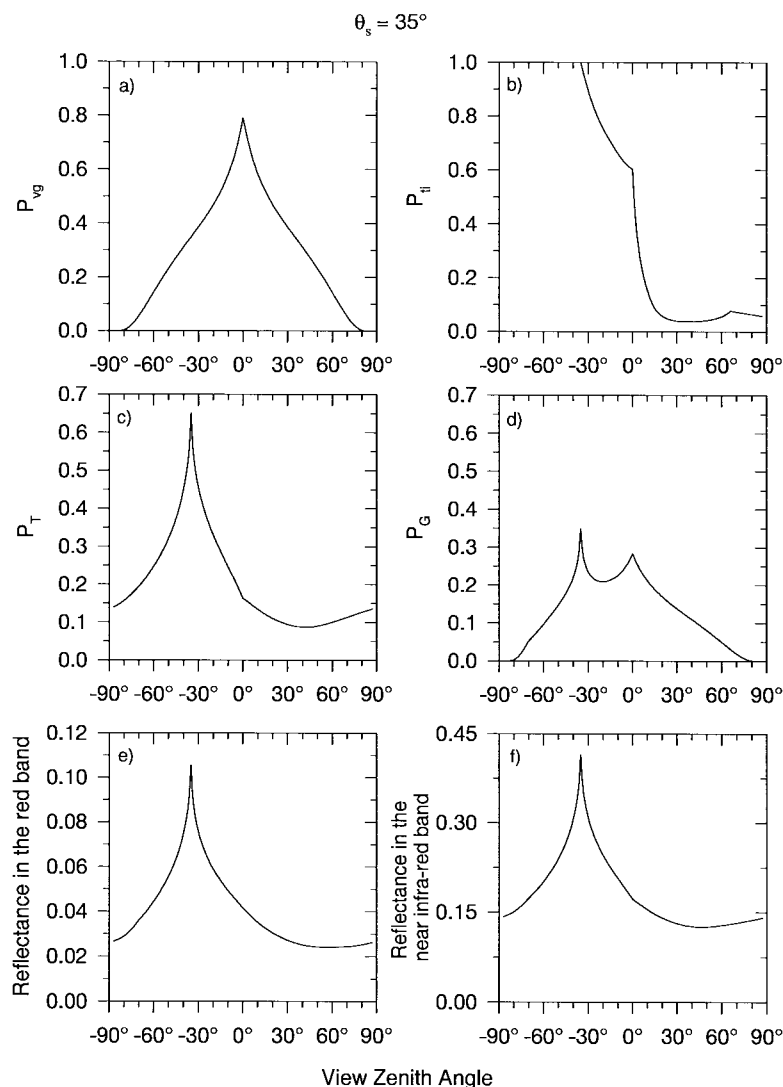 θs = 35°
a)
1.0
0.8
0.6
0.4
0.2
0.0
Pvg
-90° -60° -30° 0° 30° 60° 90°
b)
1.0
0.8
0.6
0.4
0.2
0.0
Pti
-90° -60° -30° 0° 30° 60° 90°
c)
0.7
0.6
0.5
0.4
0.3
0.2
0.1
0.0
PT
-90° -60° -30° 0° 30° 60° 90°
d)
0.7
0.6
0.5
0.4
0.3
0.2
0.1
0.0
PG
-90° -60° -30° 0° 30° 60° 90°
e)
0.12
0.10
0.08
0.06
0.04
0.02
0.00
Reflectance in the red band
-90° -60° -30° 0° 30° 60° 90°
f)
0.45
0.30
0.15
0.00
Reflectance in the
near infra-red band
-90° -60° -30° 0° 30° 60° 90°
View Zenith Angle